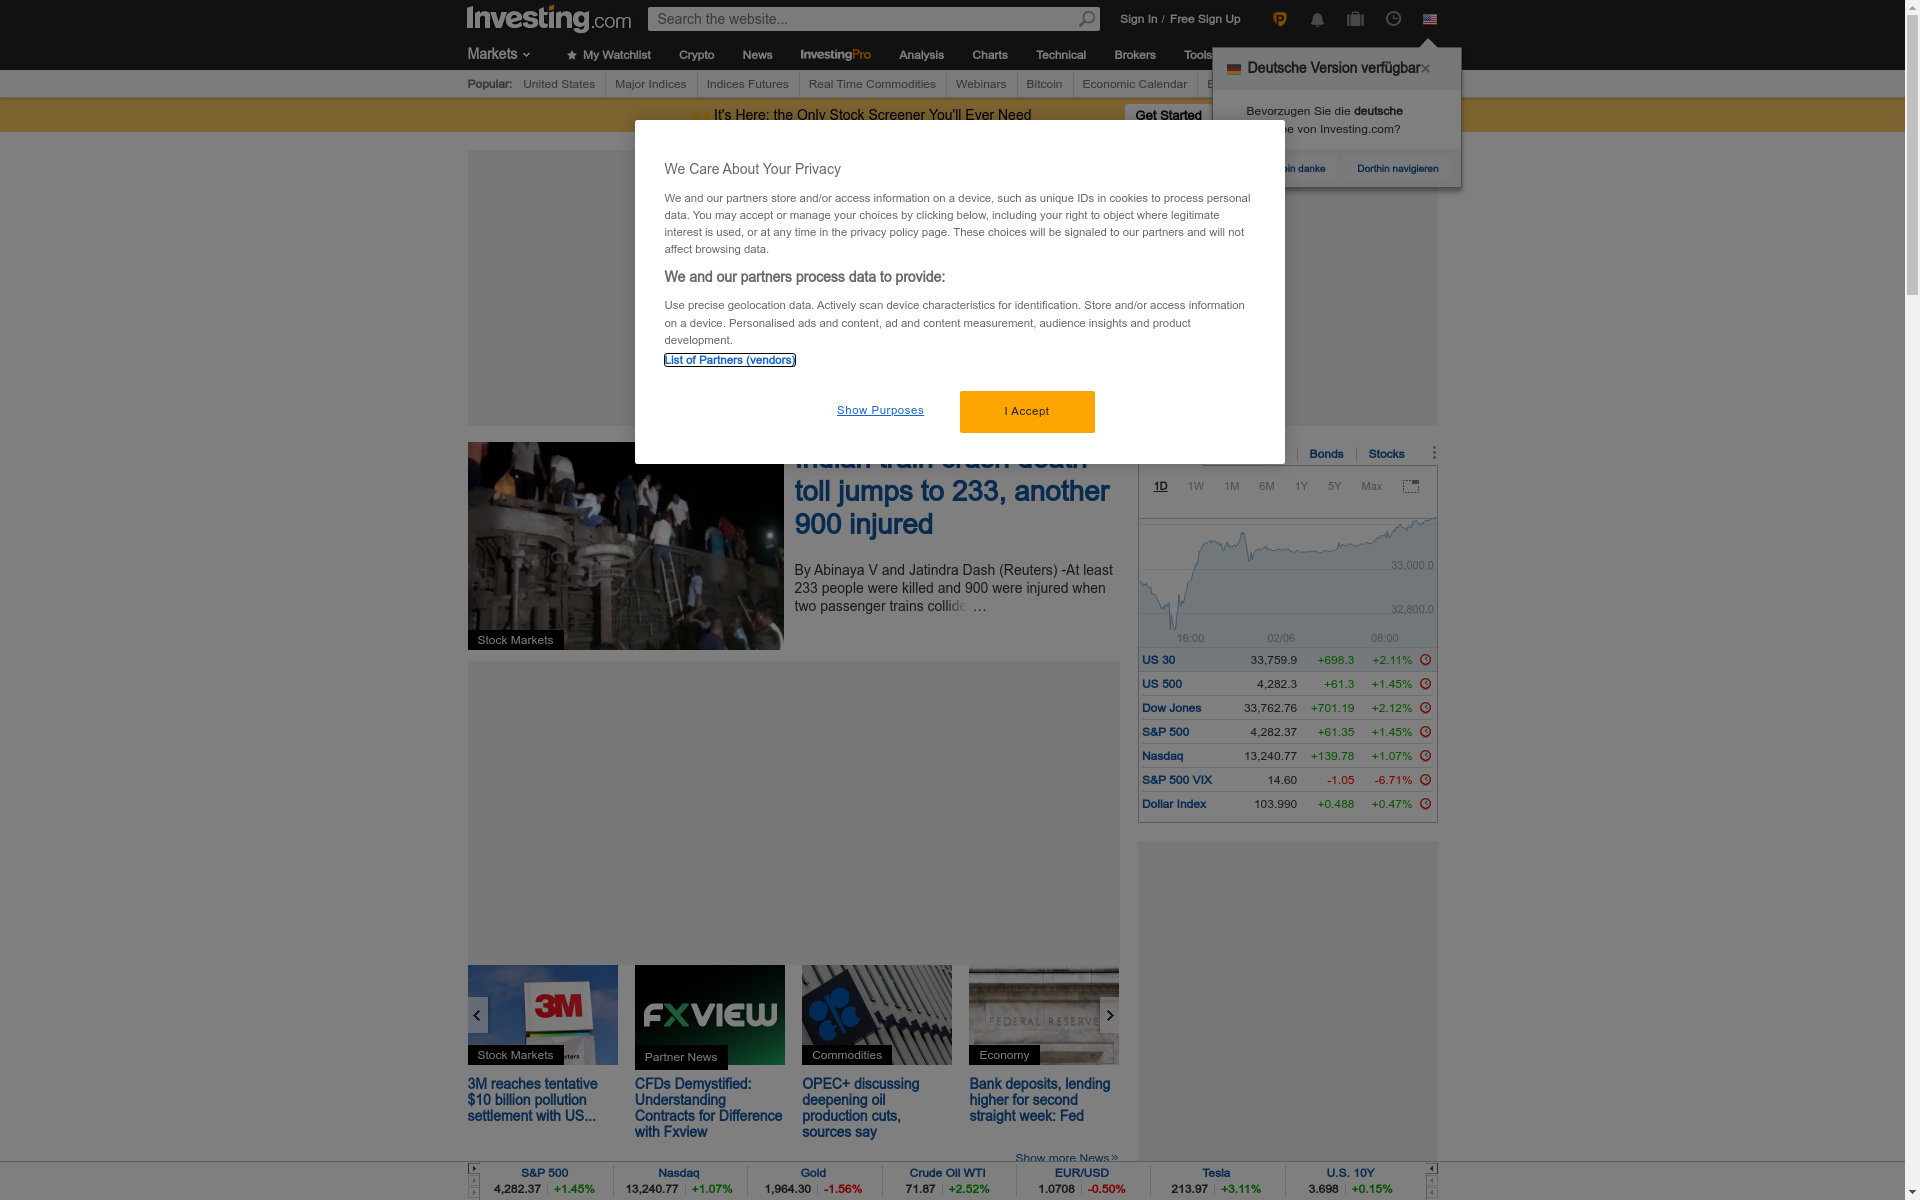 Investing.com
Search the website...
Sign In / Free Sign Up
Markets
My Watchlist
Crypto
News
InvestingPro
Analysis
Charts
Technical
Brokers
Tools
Deutsche Version verfügbar
Popular:
United States
Major Indices
Indices Futures
Real Time Commodities
Webinars
Bitcoin
Economic Calendar
Bevorzugen Sie die deutsche
von Investing.com?
It's Here: the Only Stock Screener You'll Ever Need
Get Started
danke
Dorthin navigieren
We Care About Your Privacy
We and our partners store and/or access information on a device, such as unique IDs in cookies to process personal
data. You may accept or manage your choices by clicking below, including your right to object where legitimate
interest is used, or at any time in the privacy policy page. These choices will be signaled to our partners and will not
affect browsing data.
We and our partners process data to provide:
Use precise geolocation data. Actively scan device characteristics for identification. Store and/or access information
on a device. Personalised ads and content, ad and content measurement, audience insights and product
development.
List of Partners (vendors)
Show Purposes
I Accept
Indian train crash death
toll jumps to 233, another
900 injured
By Abinaya V and Jatindra Dash (Reuters) -At least
233 people were killed and 900 were injured when
two passenger trains collide ...
Stock Markets
Bonds
Stocks
1D 1W 1M 6M 1Y 5Y Max
33,000.0
32,800.0
16:00 02/06 08:00
US 30 33,759.9 +698.3 +2.11%
US 500 4,282.3 +61.3 +1.45%
Dow Jones 33,762.76 +701.19 +2.12%
S&P 500 4,282.37 +61.35 +1.45%
Nasdaq 13,240.77 +139.78 +1.07%
S&P 500 VIX 14.60 -1.05 -6.71%
Dollar Index 103.990 +0.488 +0.47%
3M
Stock Markets
3M reaches tentative
$10 billion pollution
settlement with US...
FXVIEW
Partner News
CFDs Demystified:
Understanding
Contracts for Difference
with Fxview
Commodities
OPEC+ discussing
deepening oil
production cuts,
sources say
FEDERAL RESERVE
Economy
Bank deposits, lending
higher for second
straight week: Fed
Show more News »
S&P 500
4,282.37 +1.45%
Nasdaq
13,240.77 +1.07%
Gold
1,964.30 -1.56%
Crude Oil WTI
71.87 +2.52%
EUR/USD
1.0708 -0.50%
Tesla
213.97 +3.11%
U.S. 10Y
3.698 +0.15%